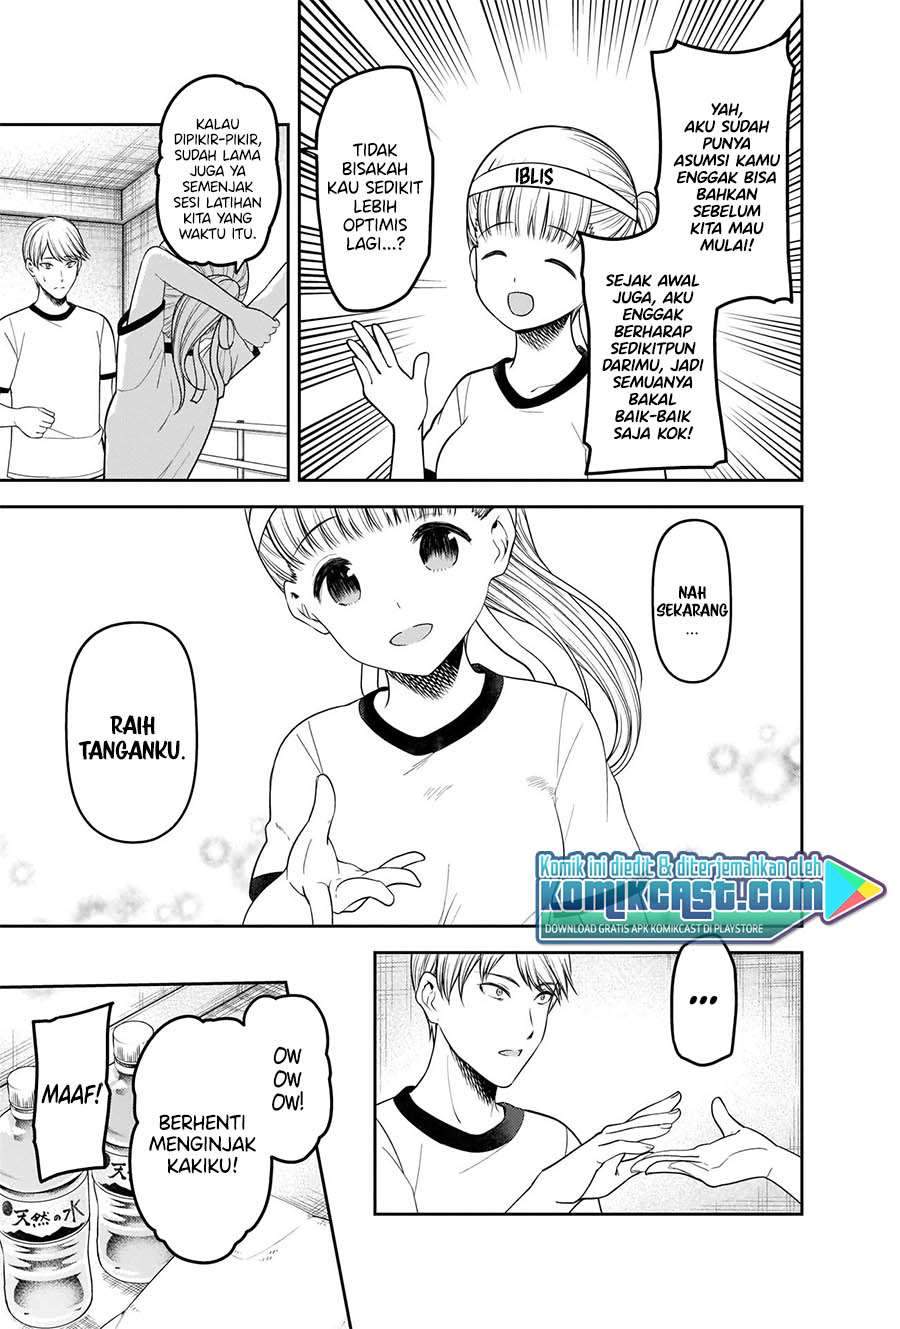 YAH,
AKU SUDAH
PUNYA
ASUMSI KAMU
ENGGAK BISA
BAHKAN
SEBELUM
KITA MAU
MULAI!
SEJAK AWAL
JUGA, AKU
ENGGAK
BERHARAP
SEDIKITPUN
DARIMU, JADI
SEMUANYA
BAKAL
BAIK-BAIK
SAJA KOK!
IBLIS
TIDAK
BISAKAH
KAU SEDIKIT
LEBIH
OPTIMIS
LAGI...?
KALAU
DIPIKIR-PIKIR,
SUDAH LAMA
JUGA YA
SEMENJAK
SESI LATIHAN
KITA YANG
WAKTU ITU.
NAH
SEKARANG
...
RAIH
TANGANKU.
Komik ini diedit & diterjemahkan oleh
KOMIKCAST.COM
DOWNLOAD GRATIS APK KOMIKCAST DI PLAYSTORE
...
OW
OW
OW!
BERHENTI
MENGINJAK
KAKIKU!
MAAF!
天然の水
天然の水